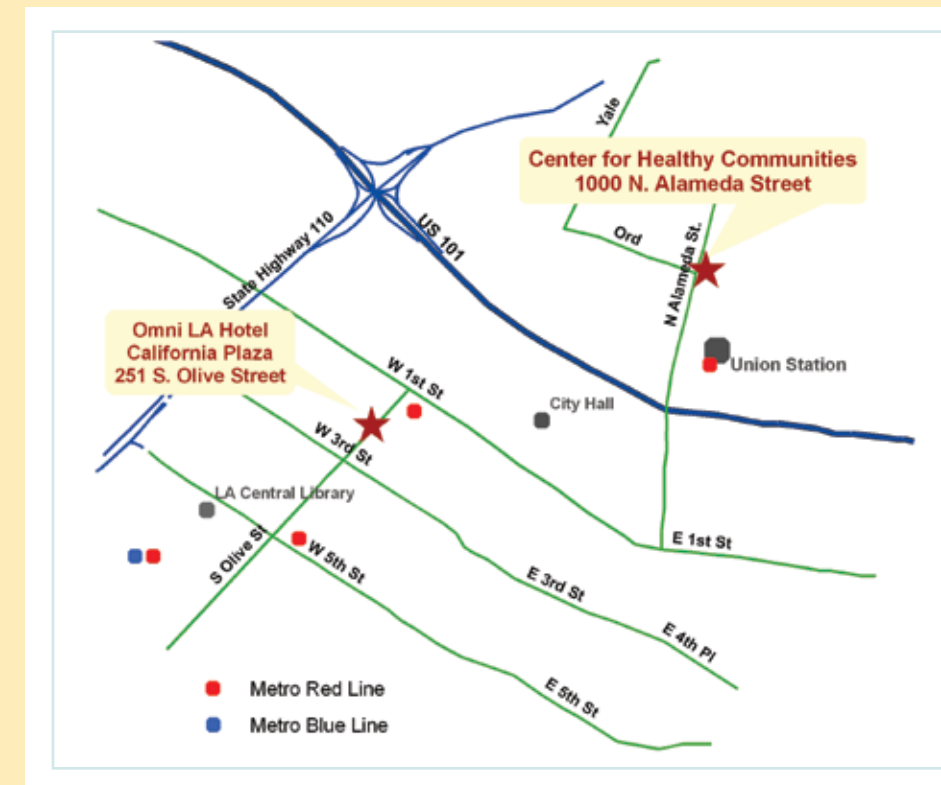 Yale
Center for Healthy Communities
1000 N. Alameda Street
Ord
N Alameda St.
US 101
State Highway 110
Omni LA Hotel
California Plaza
251 S. Olive Street
Union Station
W 1st St
City Hall
W 3rd St
LA Central Library
S Olive St
W 5th St
E 1st St
E 3rd St
E 4th Pl
E 5th St
Metro Red Line
Metro Blue Line